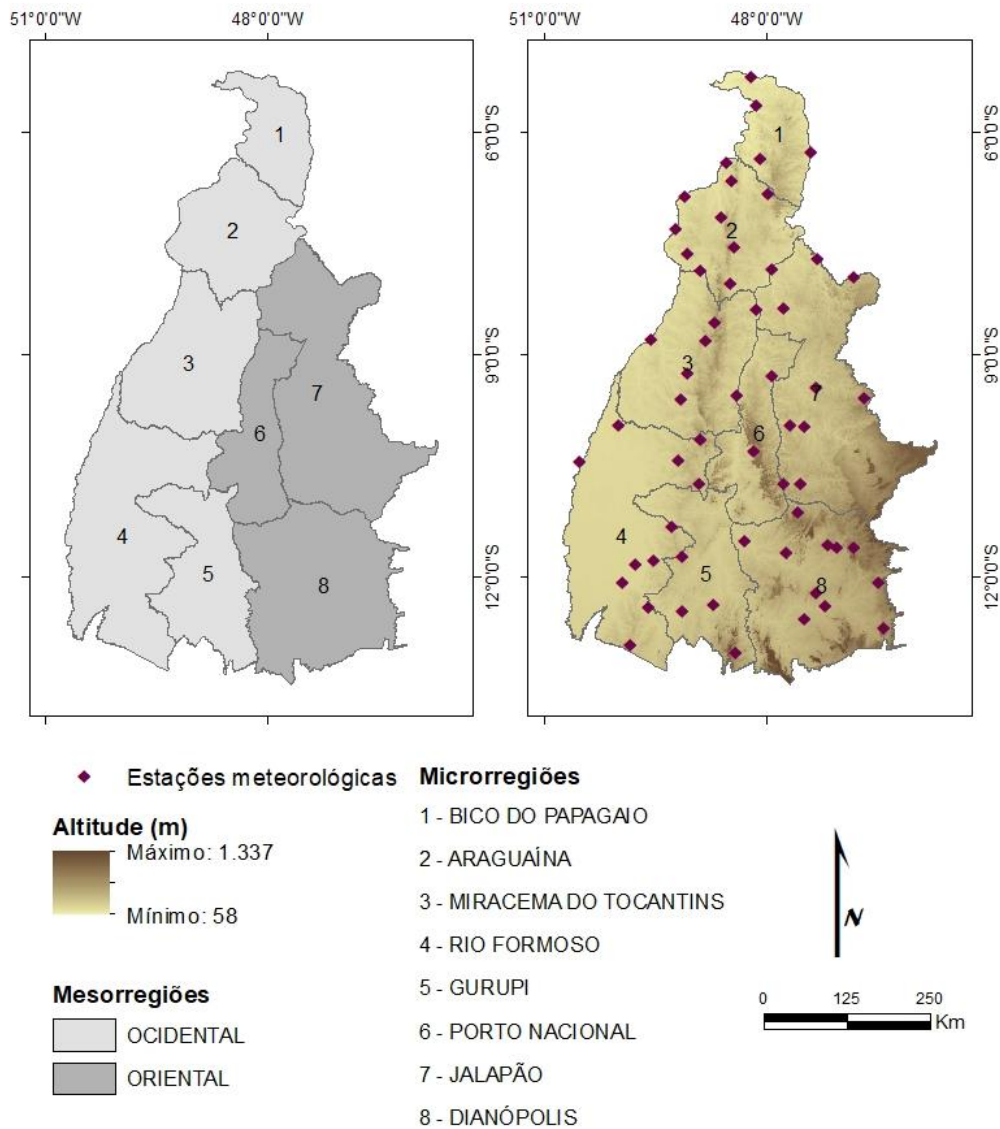 51°0'0"W 48°0'0"W 51°0'0"W 48°0'0"W
6°0'0"S 6°0'0"S
9°0'0"S 9°0'0"S
12°0'0"S 12°0'0"S
1
2
3
4
5
6
7
8
1
2
3
4
5
6
7
8
Estações meteorológicas
Altitude (m)
Máximo: 1.337
Mínimo: 58
Mesorregiões
OCIDENTAL
ORIENTAL
Microrregiões
1 - BICO DO PAPAGAIO
2 - ARAGUAÍNA
3 - MIRACEMA DO TOCANTINS
4 - RIO FORMOSO
5 - GURUPI
6 - PORTO NACIONAL
7 - JALAPÃO
8 - DIANÓPOLIS
N
0 125 250
Km